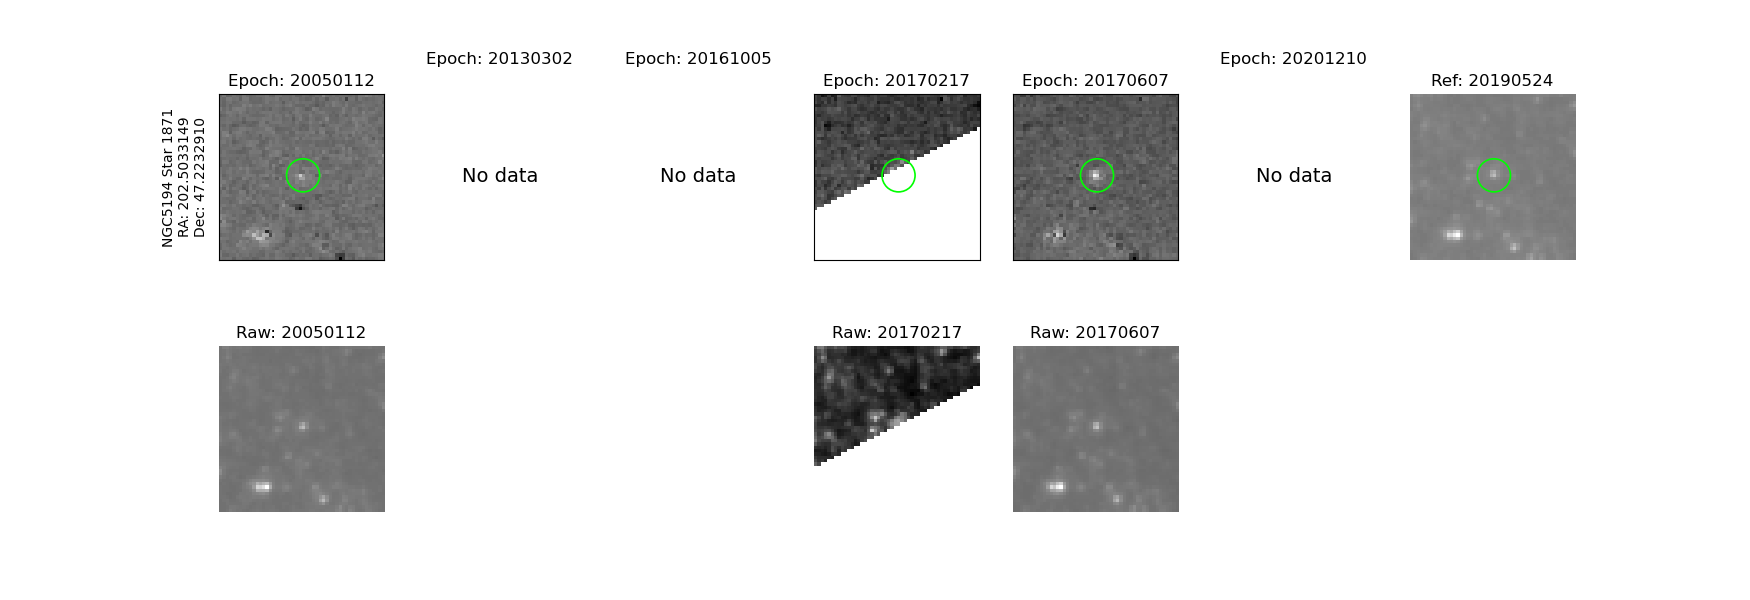 NGC5194 Star 1871
RA: 202.5033149
Dec: 47.2232910
Epoch: 20050112
Epoch: 20130302
No data
Epoch: 20161005
No data
Epoch: 20170217
Epoch: 20170607
Epoch: 20201210
No data
Ref: 20190524
Raw: 20050112
Raw: 20170217
Raw: 20170607